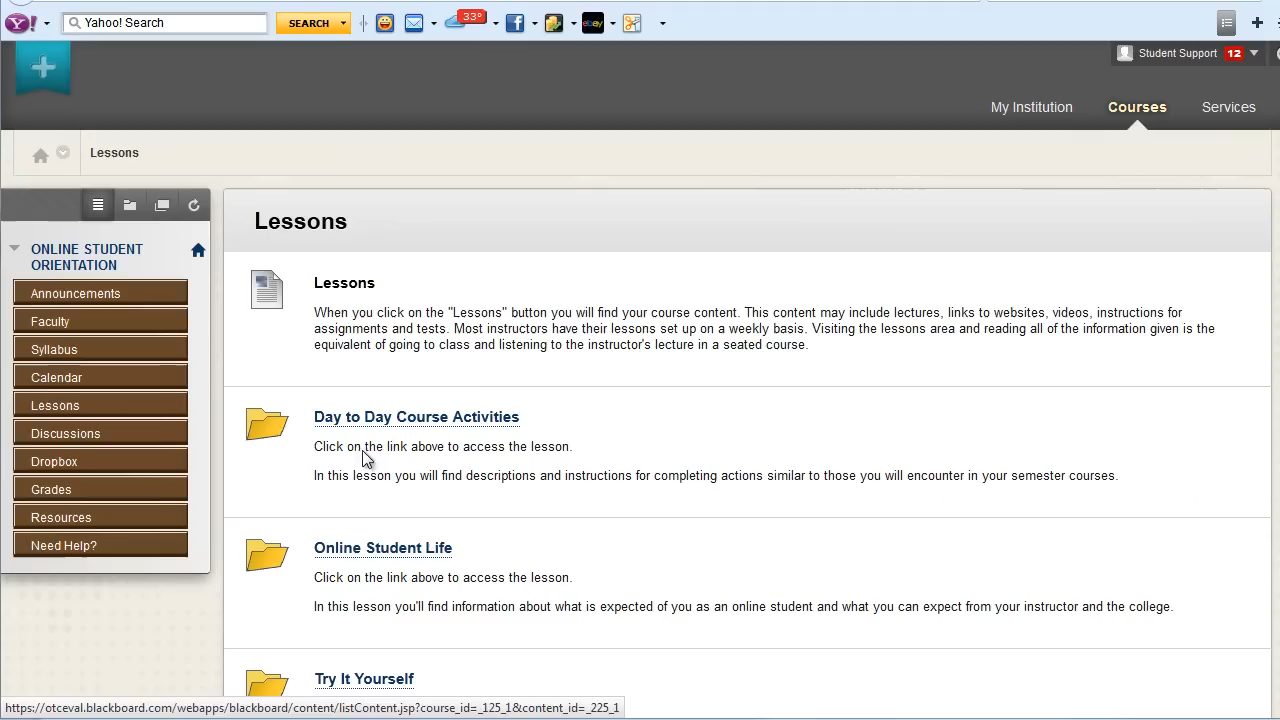 Y!
Yahoo! Search
SEARCH
33°
ebay
Student Support 12
My Institution
Courses
Services
Lessons
ONLINE STUDENT
ORIENTATION
Announcements
Faculty
Syllabus
Calendar
Lessons
Discussions
Dropbox
Grades
Resources
Need Help?
Lessons
Lessons
When you click on the "Lessons" button you will find your course content. This content may include lectures, links to websites, videos, instructions for
assignments and tests. Most instructors have their lessons set up on a weekly basis. Visiting the lessons area and reading all of the information given is the
equivalent of going to class and listening to the instructor's lecture in a seated course.
Day to Day Course Activities
Click on the link above to access the lesson.
In this lesson you will find descriptions and instructions for completing actions similar to those you will encounter in your semester courses.
Online Student Life
Click on the link above to access the lesson.
In this lesson you'll find information about what is expected of you as an online student and what you can expect from your instructor and the college.
Try It Yourself
https://otceval.blackboard.com/webapps/blackboard/content/listContent.jsp?course_id=_125_1&content_id=_225_1